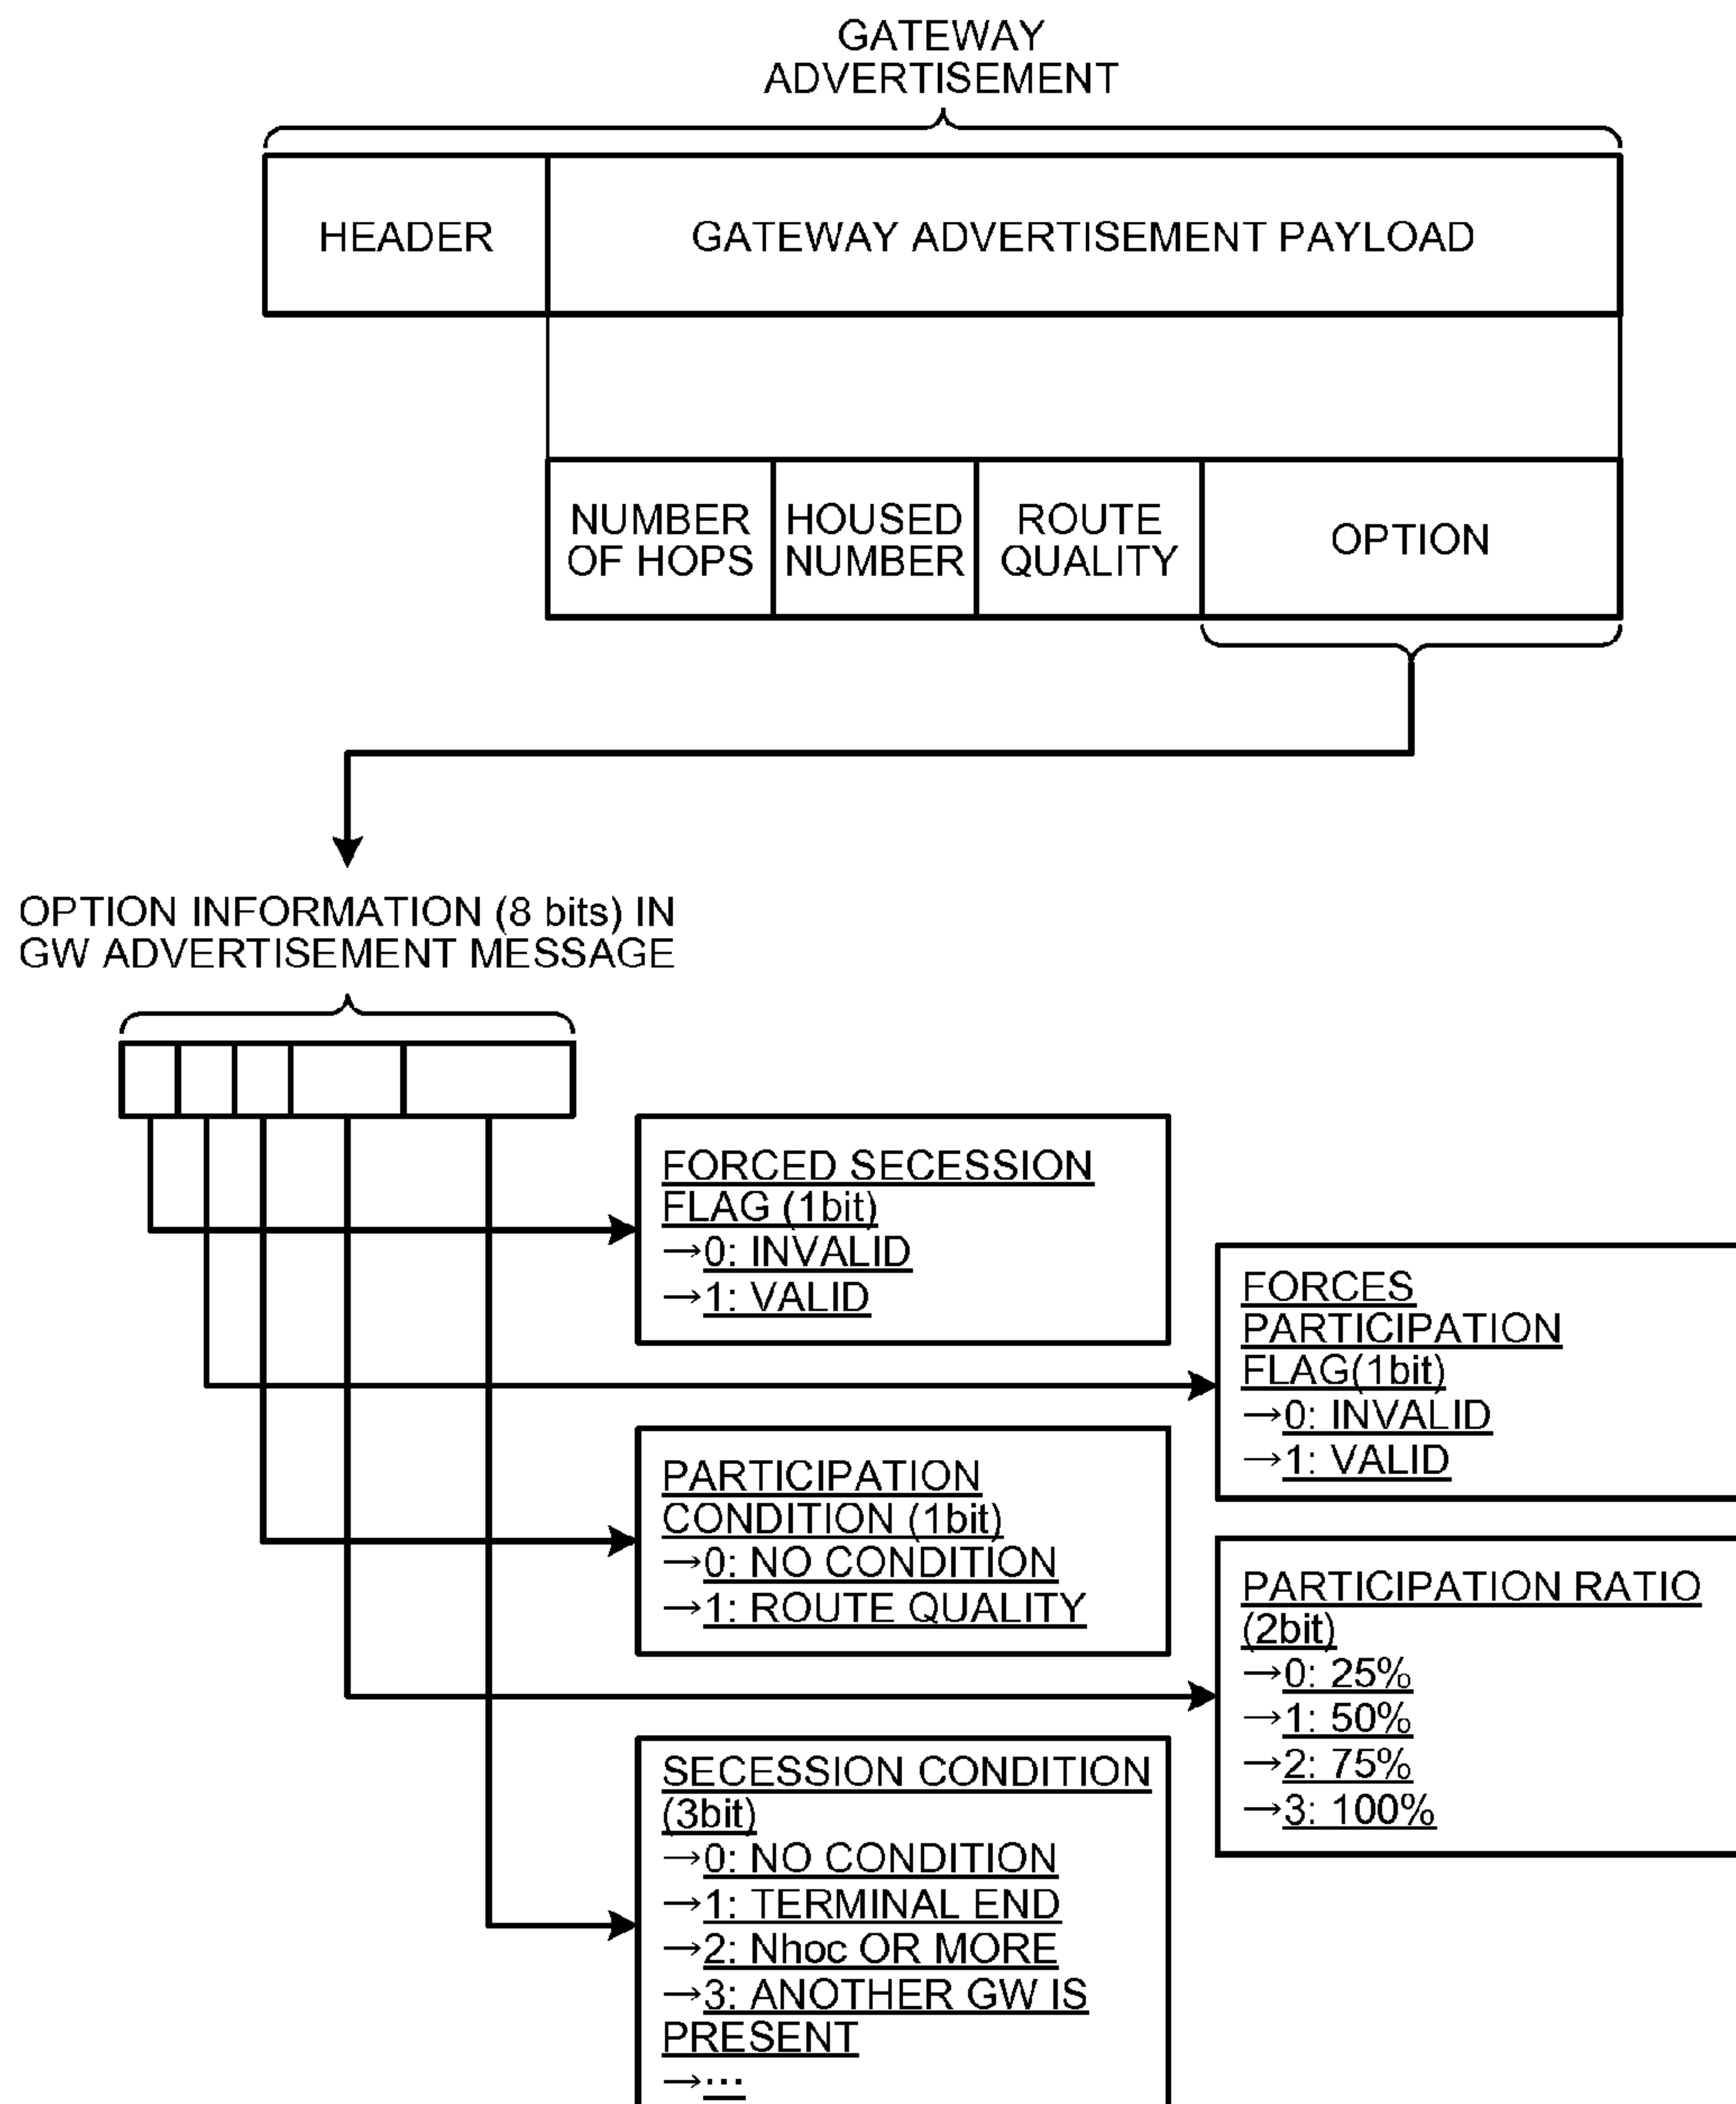 GATEWAY
ADVERTISEMENT
HEADER
GATEWAY ADVERTISEMENT PAYLOAD
NUMBER
OF HOPS
HOUSED
NUMBER
ROUTE
QUALITY
OPTION
OPTION INFORMATION (8 bits) IN
GW ADVERTISEMENT MESSAGE
FORCED SECESSION
FLAG (1bit)
→0: INVALID
→1: VALID
FORCES
PARTICIPATION
FLAG(1bit)
→0: INVALID
→1: VALID
PARTICIPATION
CONDITION (1bit)
→0: NO CONDITION
→1: ROUTE QUALITY
PARTICIPATION RATIO
(2bit)
→0: 25%
→1: 50%
→2: 75%
→3: 100%
SECESSION CONDITION
(3bit)
→0: NO CONDITION
→1: TERMINAL END
→2: Nhoc OR MORE
→3: ANOTHER GW IS
PRESENT
→···